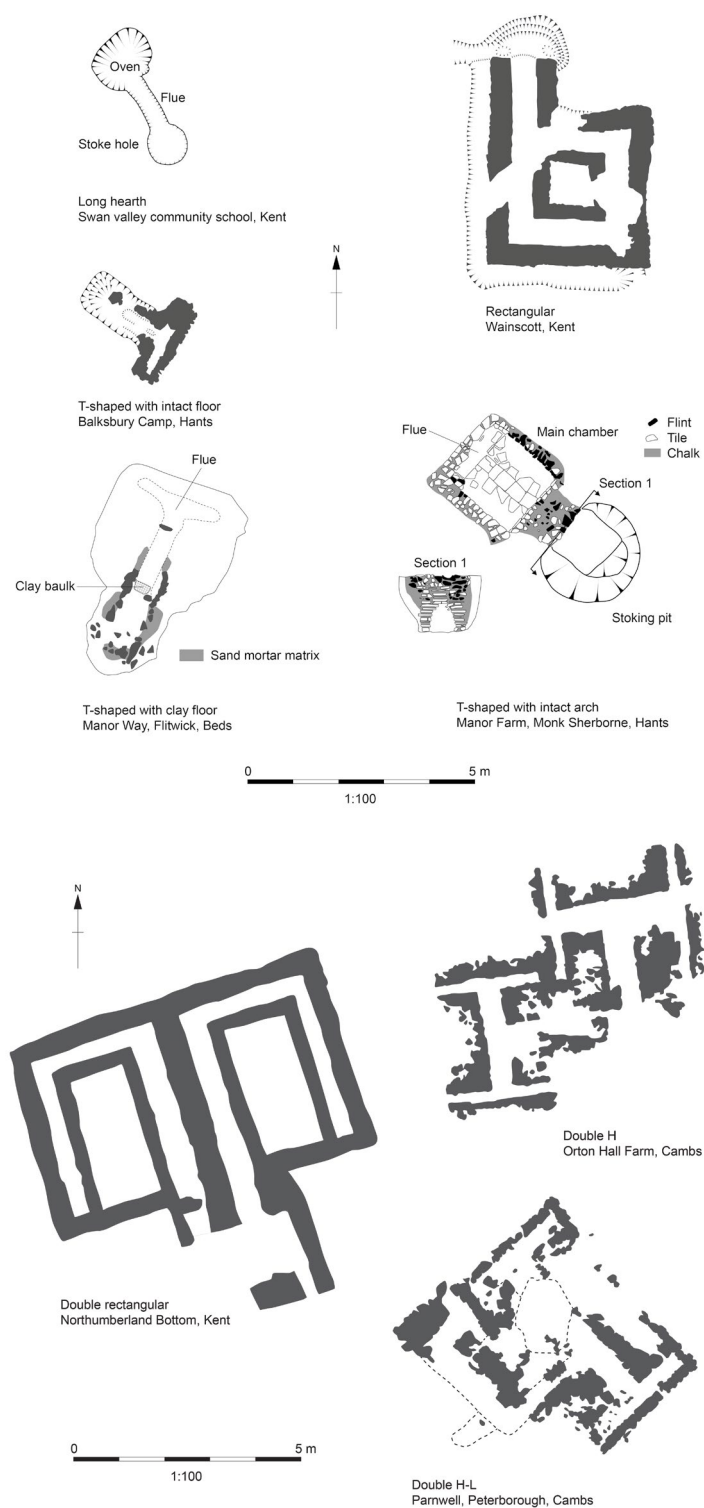 Oven
Flue
Stoke hole
Long hearth
Swan valley community school, Kent
N
Rectangular
Wainscott, Kent
T-shaped with intact floor
Balksbury Camp, Hants
Flue
Main chamber
Flint
Tile
Chalk
Section 1
Section 1
Stoking pit
T-shaped with intact arch
Manor Farm, Monk Sherborne, Hants
Flue
Clay baulk
Sand mortar matrix
T-shaped with clay floor
Manor Way, Flitwick, Beds
0 5 m
1:100
N
Double H
Orton Hall Farm, Cambs
Double rectangular
Northumberland Bottom, Kent
0 5 m
1:100
Double H-L
Parnwell, Peterborough, Cambs